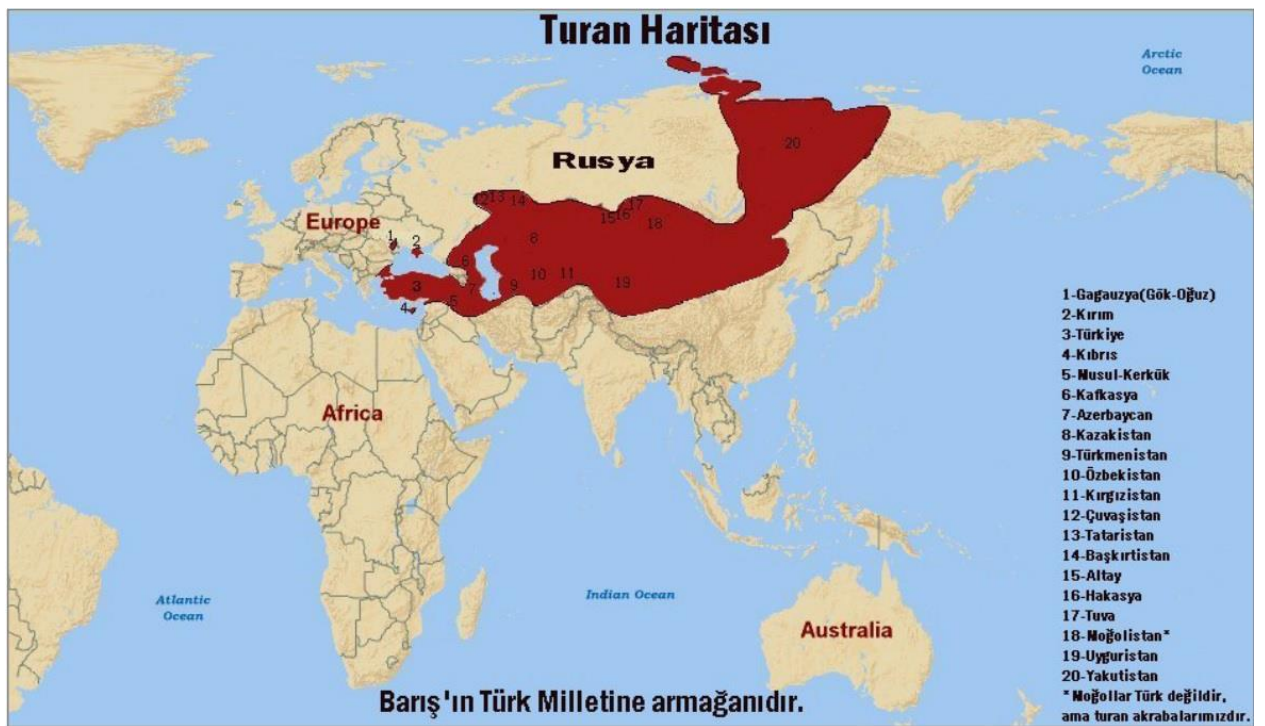 Turan Haritası
Arctic
Ocean
20
Rusya
12 13 14
17
15 16 18
Europe
1
2
8
6
10 11 19
3
7 9
5
4
1-Gagauzya(Gök-Oğuz)
2-Kırım
3-Türkiye
4-Kıbrıs
5-Musul-Kerkük
6-Kafkasya
7-Azerbaycan
8-Kazakistan
9-Türkmenistan
10-Özbekistan
11-Kırgızistan
12-Çuvaşistan
13-Tataristan
14-Başkırtistan
15-Altay
16-Hakasya
17-Tuva
18-Moğolistan*
19-Uyguristan
20-Yakutistan
*Moğollar Türk değildir,
ama turan akrabalarımızdır.
Africa
Atlantic
Ocean
Indian Ocean
Australia
Barış'ın Türk Milletine armağanıdır.